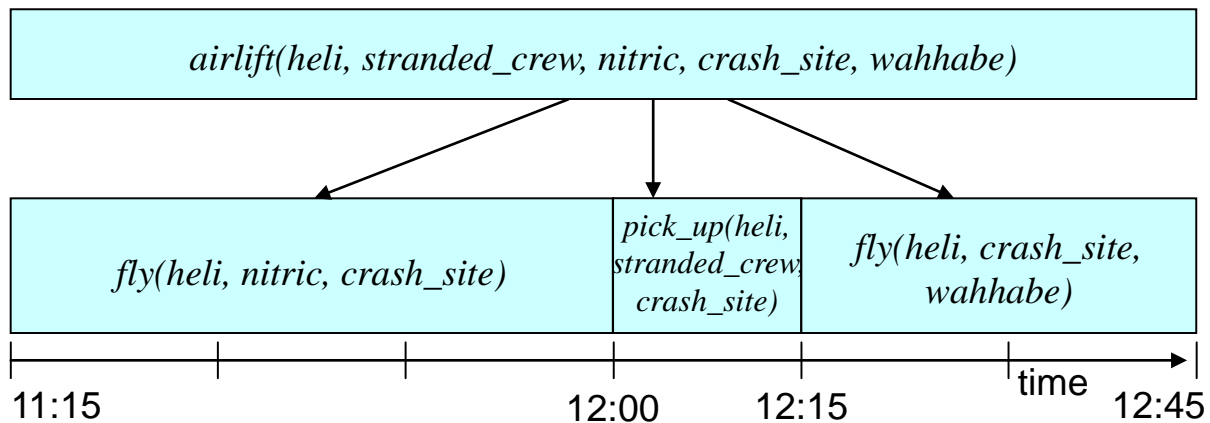 airlift(heli, stranded_crew, nitric, crash_site, wahhabe)
fly(heli, nitric, crash_site)
pick_up(heli,
stranded_crew,
crash_site)
fly(heli, crash_site,
wahhabe)
time
11:15
12:00
12:15
12:45